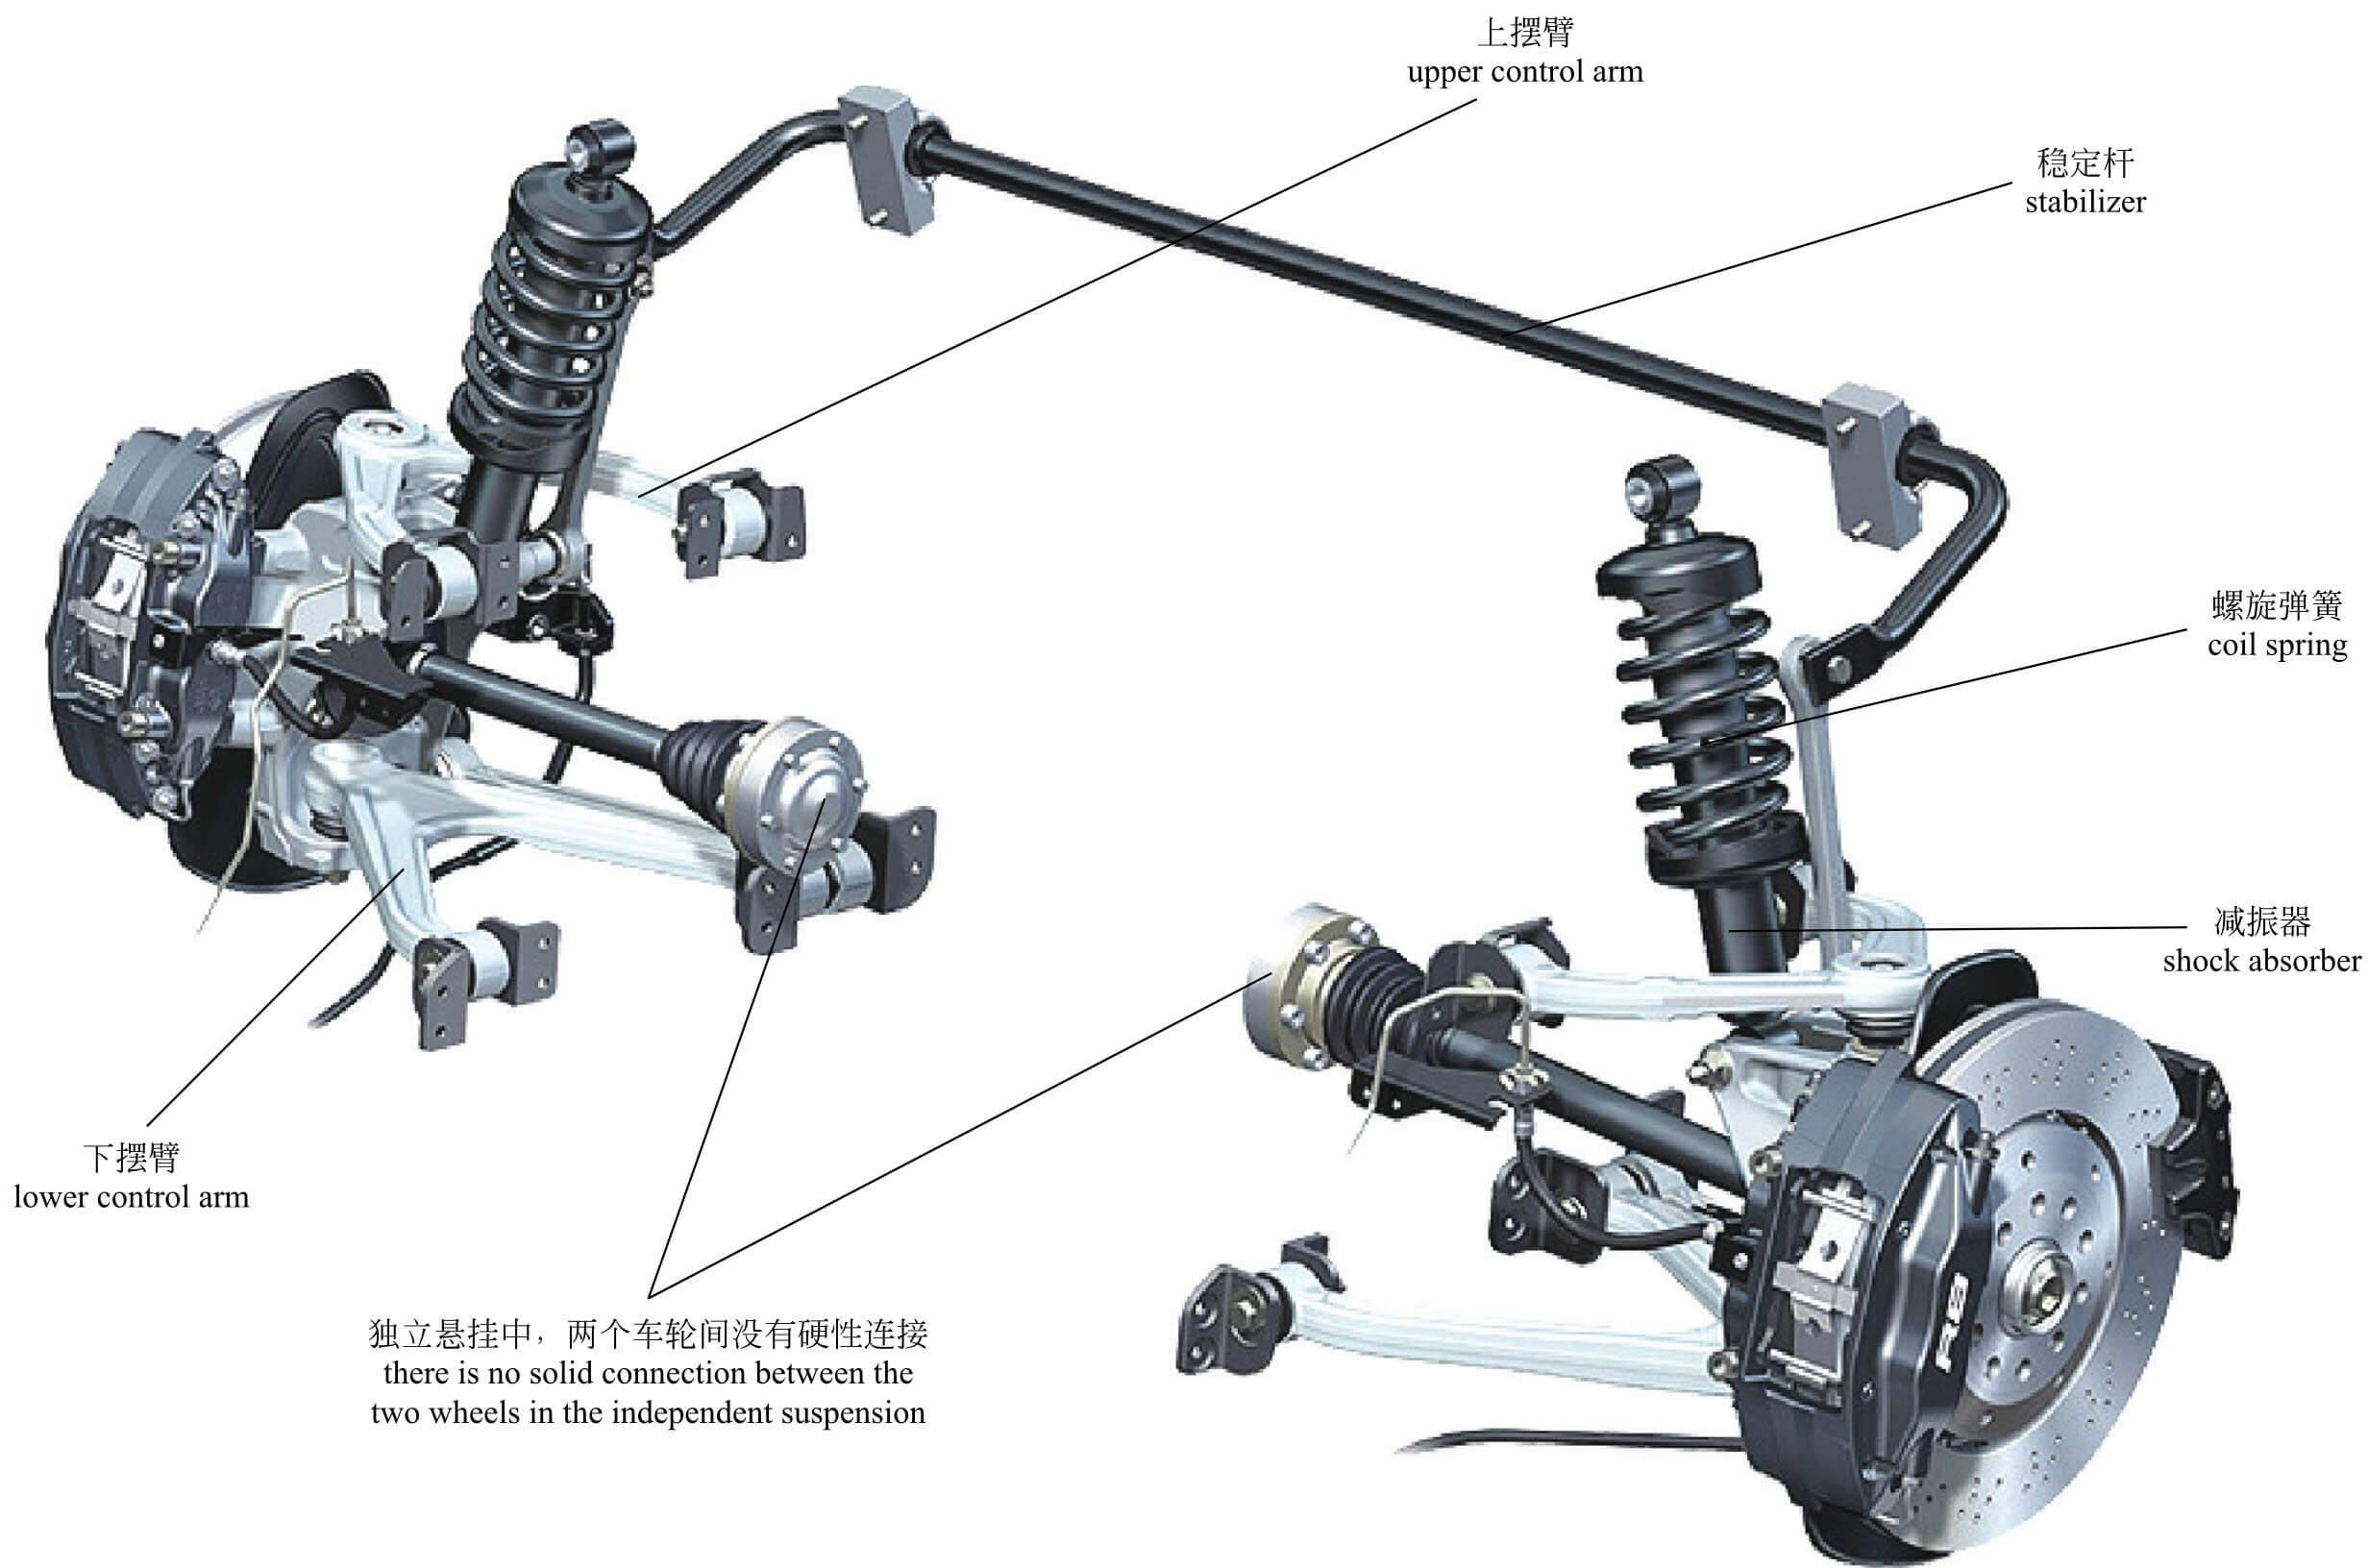 上摆臂
upper control arm
稳定杆
stabilizer
螺旋弹簧
coil spring
减振器
shock absorber
下摆臂
lower control arm
独立悬挂中，两个车轮间没有硬性连接
there is no solid connection between the
two wheels in the independent suspension
RS